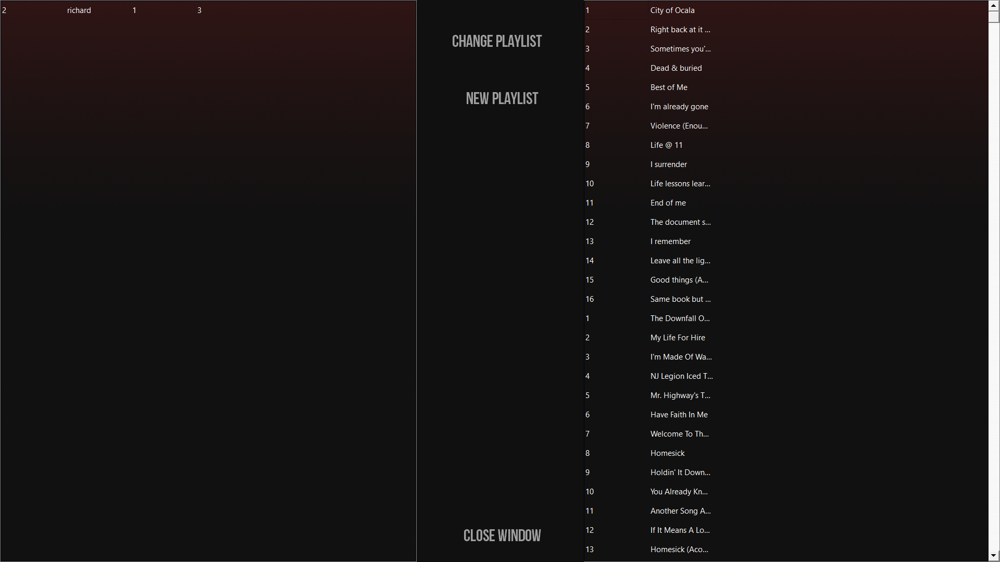 2 richard 1 3
CHANGE PLAYLIST
NEW PLAYLIST
CLOSE WINDOW
1 City of Ocala
2 Right back at it ...
3 Sometimes you'...
4 Dead & buried
5 Best of Me
6 I'm already gone
7 Violence (Enou...
8 Life @ 11
9 I surrender
10 Life lessons lear...
11 End of me
12 The document s...
13 I remember
14 Leave all the lig...
15 Good things (A...
16 Same book but ...
1 The Downfall O...
2 My Life For Hire
3 I'm Made Of Wa...
4 NJ Legion Iced T...
5 Mr. Highway's T...
6 Have Faith In Me
7 Welcome To Th...
8 Homesick
9 Holdin' It Down...
10 You Already Kn...
11 Another Song A...
12 If It Means A Lo...
13 Homesick (Aco...